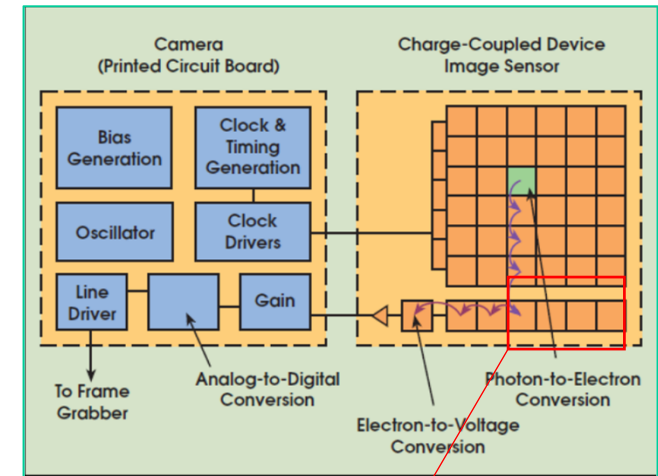 Camera
(Printed Circuit Board)
Charge-Coupled Device
Image Sensor
Bias
Generation
Clock &
Timing
Generation
Oscillator
Clock
Drivers
Line
Driver
Gain
To Frame
Grabber
Analog-to-Digital
Conversion
Electron-to-Voltage
Conversion
Photon-to-Electron
Conversion